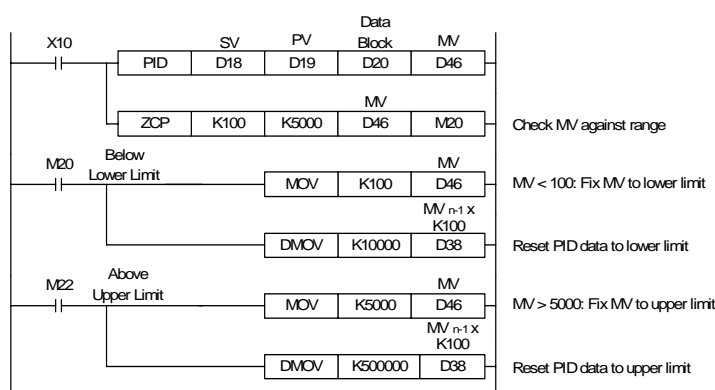 Data
X10 SV PV Block MV
PID D18 D19 D20 D46
MV
ZCP K100 K5000 D46 M20 Check MV against range
M20 Below MV
Lower Limit
MOV K100 D46 MV < 100: Fix MV to lower limit
MV n-1 x
K100
DMOV K10000 D38 Reset PID data to lower limit
M22 Above MV
Upper Limit
MOV K5000 D46 MV > 5000: Fix MV to upper limit
MV n-1 x
K100
DMOV K500000 D38 Reset PID data to upper limit